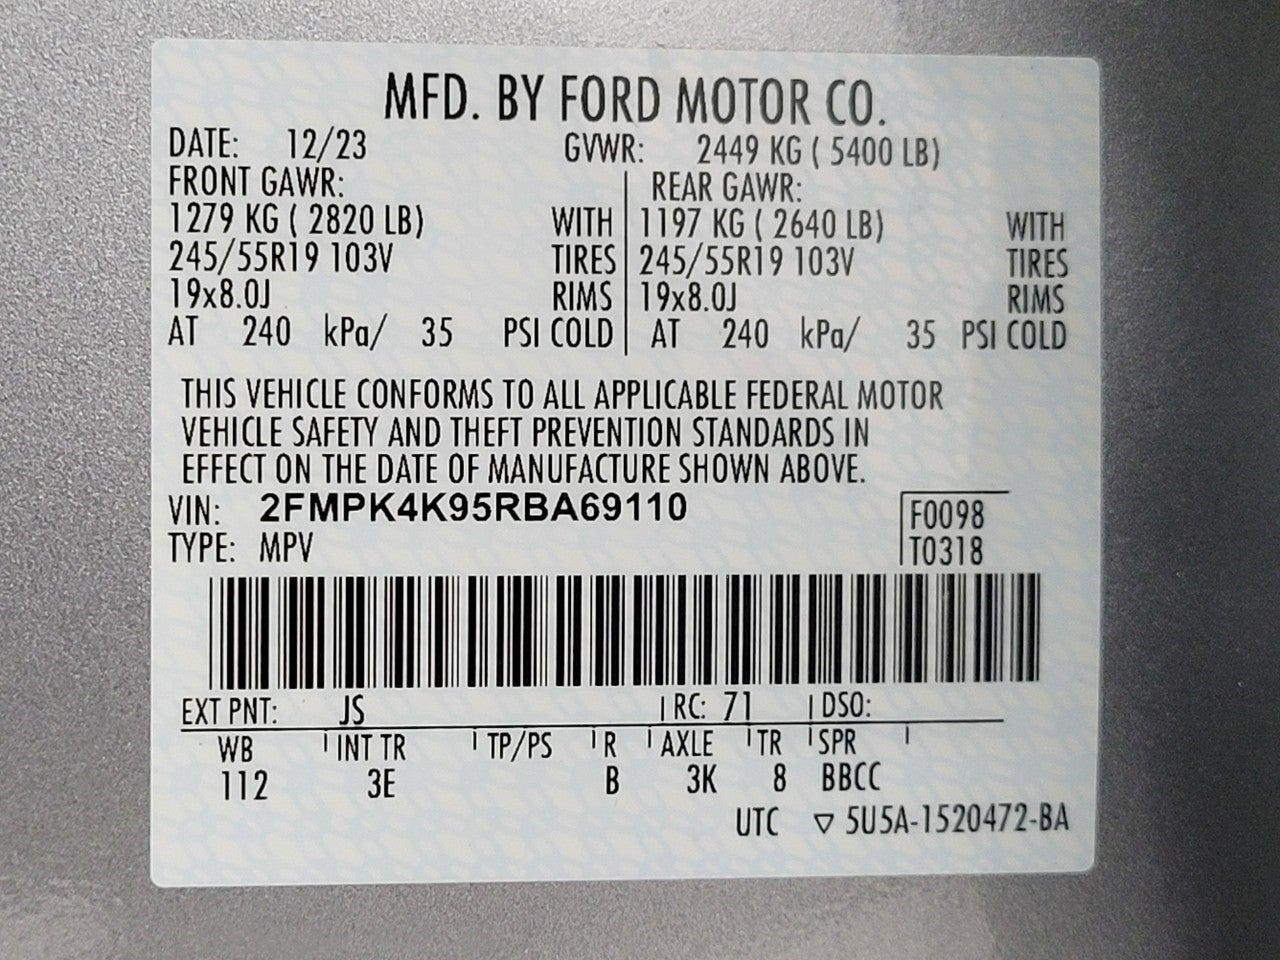 MFD. BY FORD MOTOR CO.
DATE: 12/23 GVWR: 2449 KG ( 5400 LB)
FRONT GAWR: REAR GAWR:
1279 KG ( 2820 LB) WITH 1197 KG ( 2640 LB) WITH
245/55R19 103V TIRES 245/55R19 103V TIRES
19x8.0J RIMS 19x8.0J RIMS
AT 240 kPa/ 35 PSI COLD AT 240 kPa/ 35 PSI COLD
THIS VEHICLE CONFORMS TO ALL APPLICABLE FEDERAL MOTOR
VEHICLE SAFETY AND THEFT PREVENTION STANDARDS IN
EFFECT ON THE DATE OF MANUFACTURE SHOWN ABOVE.
VIN: 2FMPK4K95RBA69110 F0098
TYPE: MPV T0318
EXT PNT: JS RC: 71 DSO:
WB INT TR TP/PS R AXLE TR SPR
112 3E B 3K 8 BBCC
UTC ▽ 5U5A-1520472-BA